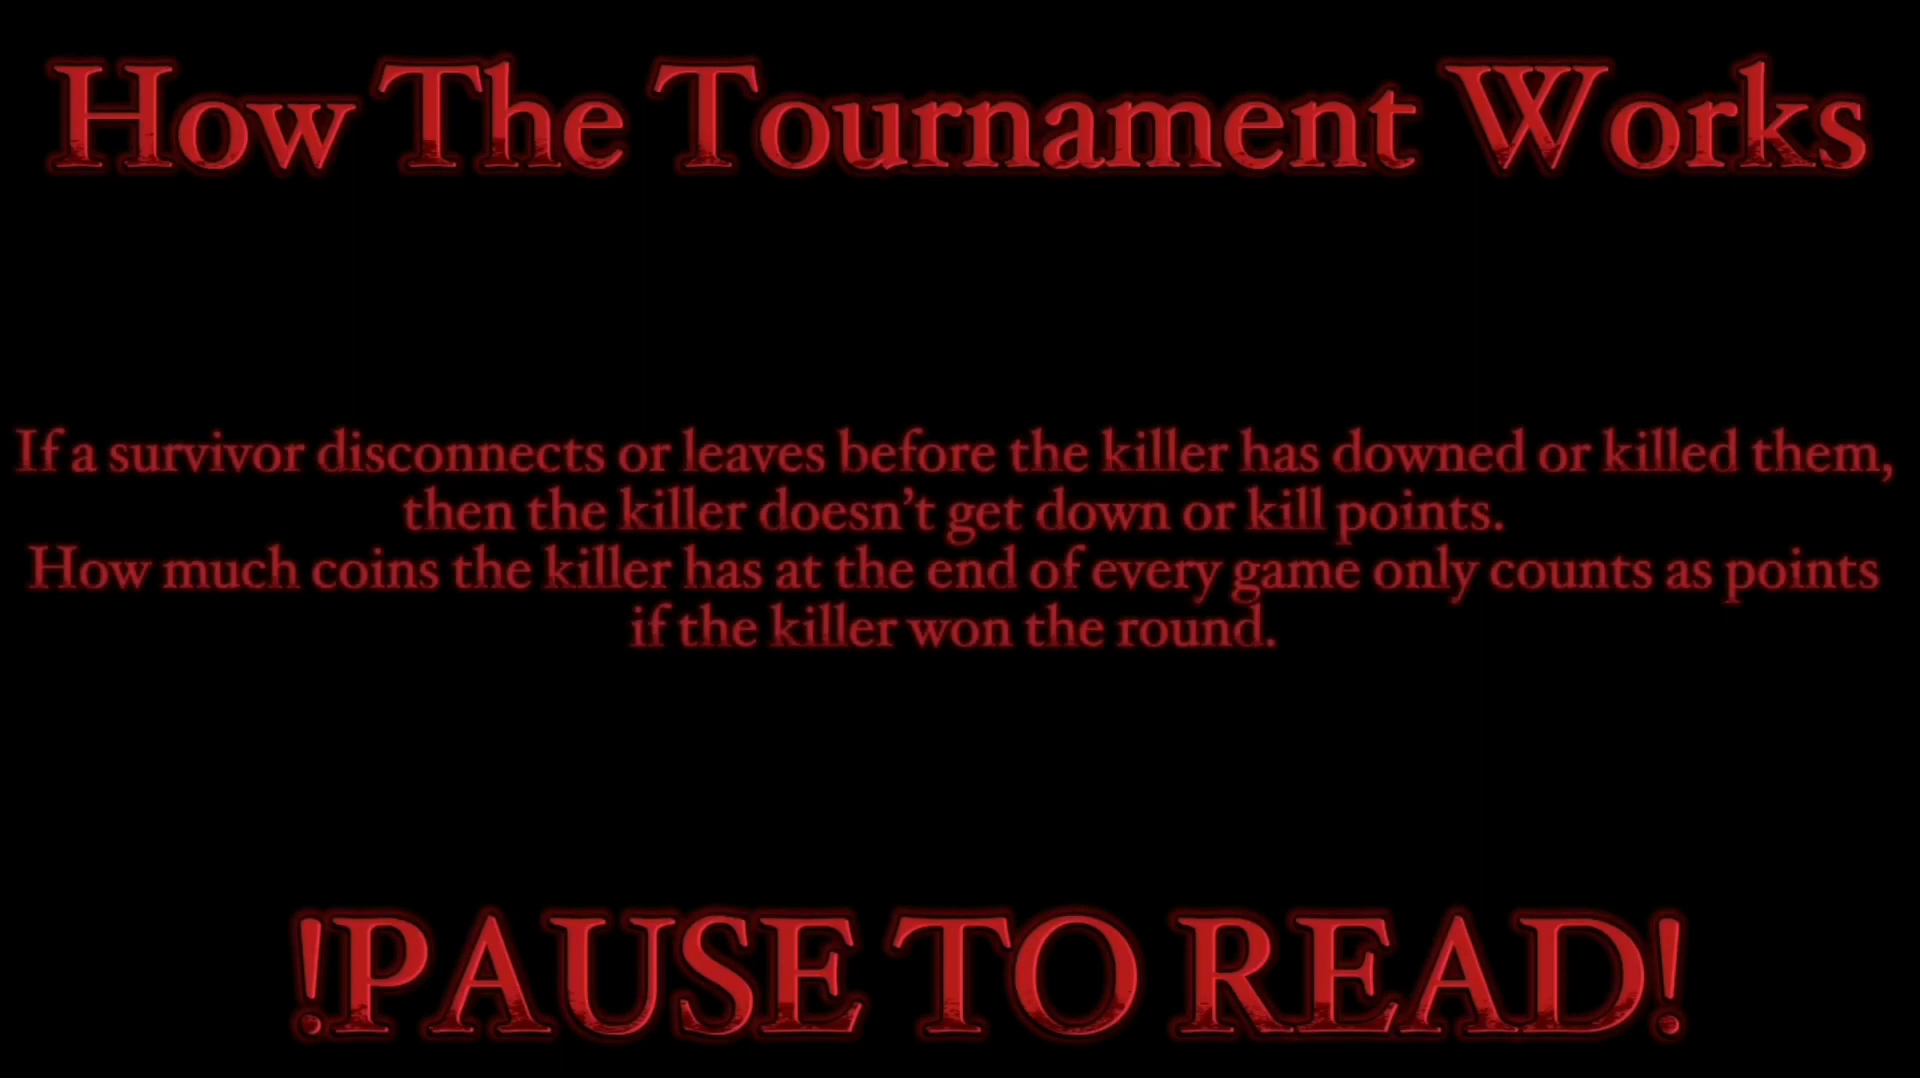 How The Tournament Works
If a survivor disconnects or leaves before the killer has downed or killed them,
then the killer doesn’t get down or kill points.
How much coins the killer has at the end of every game only counts as points
if the killer won the round.
!PAUSE TO READ!